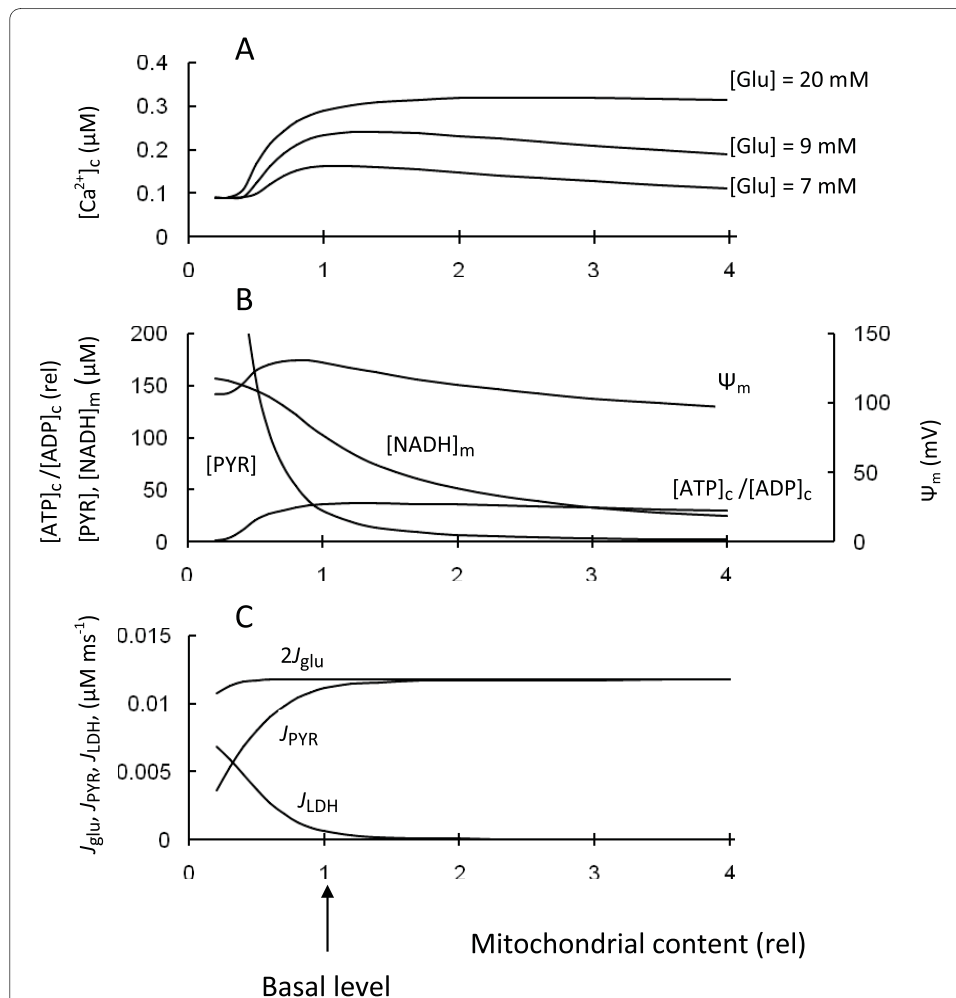 A
0.4
0.3
0.2
0.1
0
[Ca²⁺]c (µM)
[Glu] = 20 mM
[Glu] = 9 mM
[Glu] = 7 mM
0 1 2 3 4
B
200
150
100
50
0
[ATP]c /[ADP]c (rel)
[PYR], [NADH]m (µM)
150
100
50
0
Ψm (mV)
Ψm
[NADH]m
[PYR]
[ATP]c /[ADP]c
0 1 2 3 4
C
0.015
0.01
0.005
0
Jglu, JPYR, JLDH, (µM ms⁻¹)
2Jglu
JPYR
JLDH
0 1 2 3 4
Mitochondrial content (rel)
Basal level